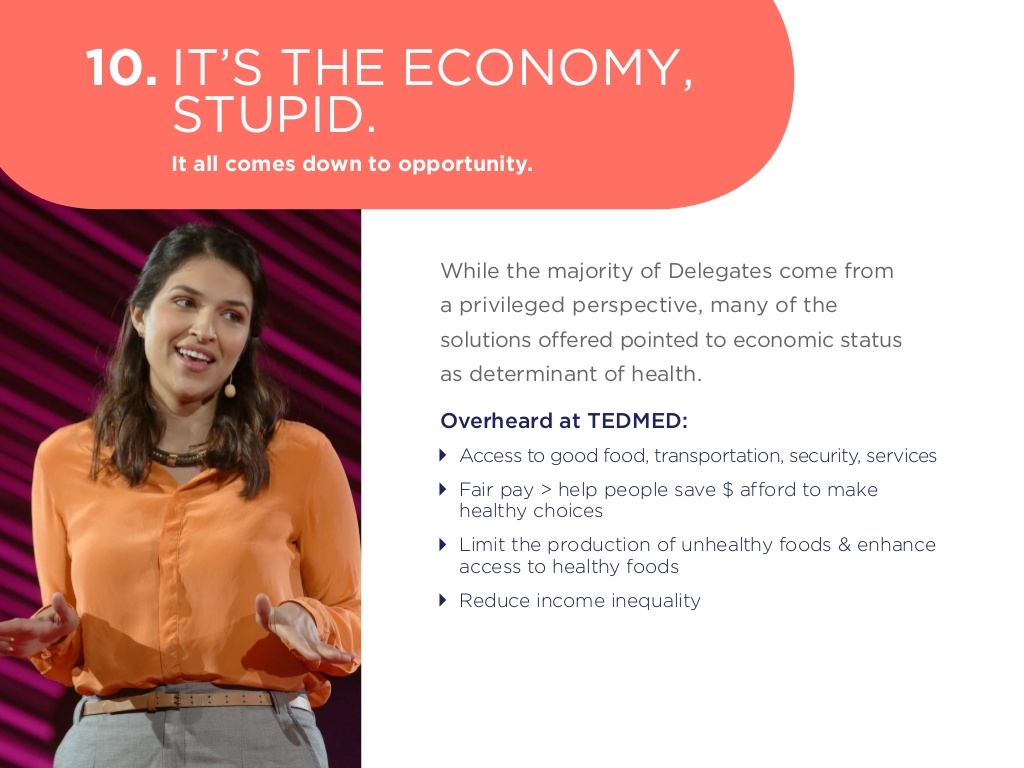 10. IT’S THE ECONOMY,
STUPID.
It all comes down to opportunity.
While the majority of Delegates come from
a privileged perspective, many of the
solutions offered pointed to economic status
as determinant of health.
Overheard at TEDMED:
Access to good food, transportation, security, services
Fair pay > help people save $ afford to make
healthy choices
Limit the production of unhealthy foods & enhance
access to healthy foods
Reduce income inequality